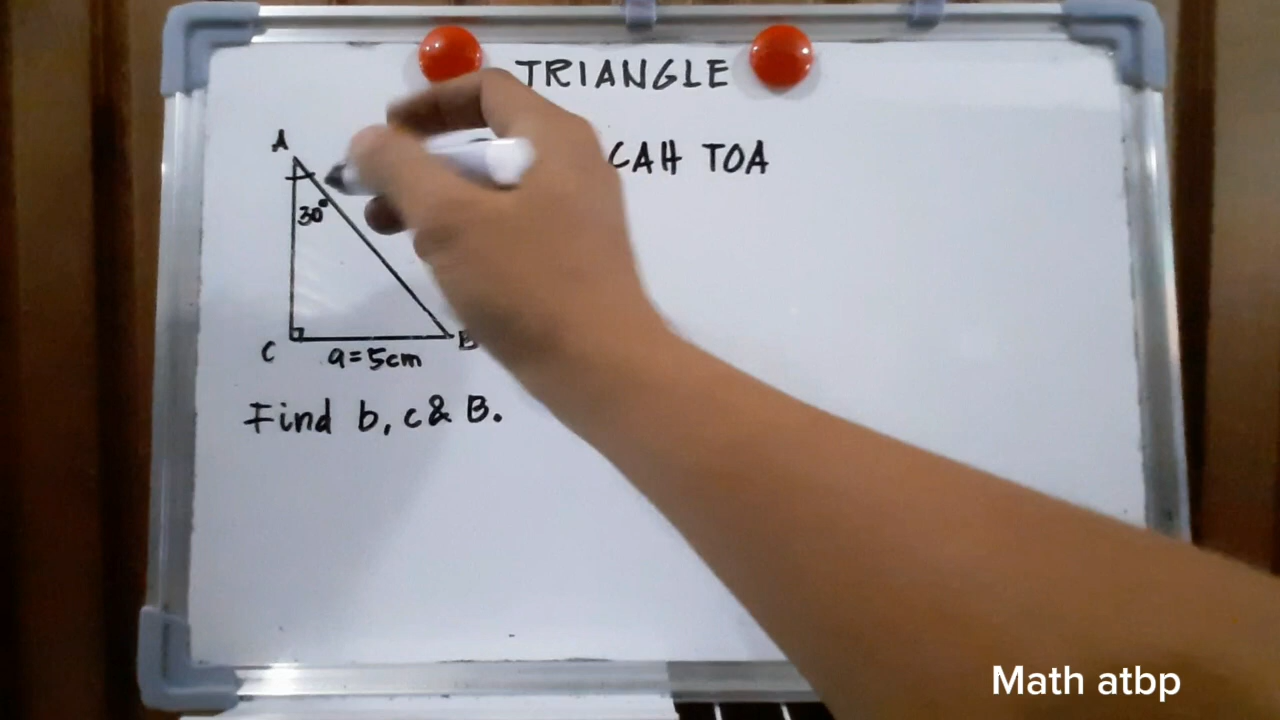 TRIANGLE
CAH TOA
A
30°
C
a=5cm
Find b, c & B.
Math atbp